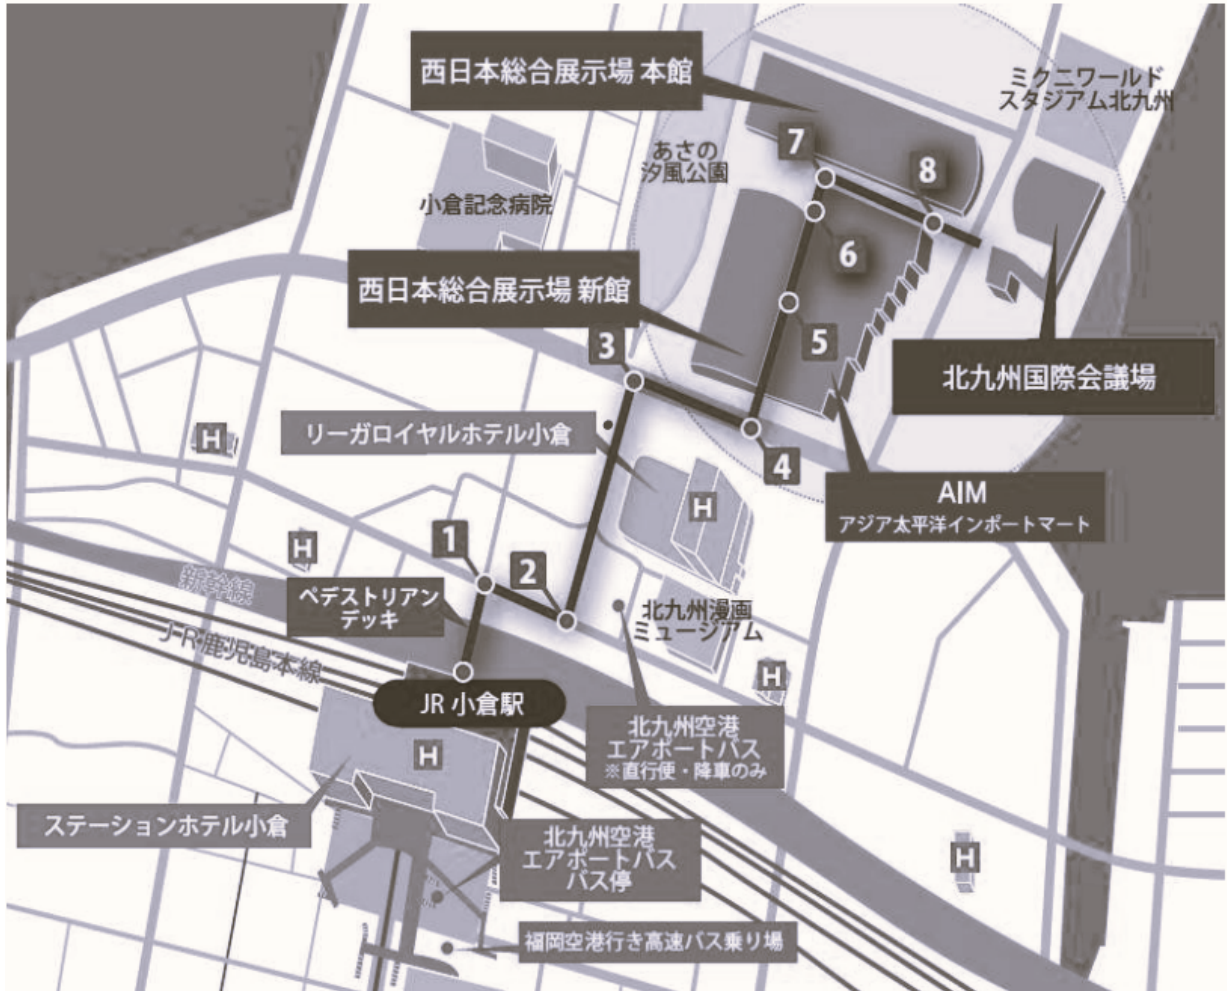 西日本総合展示場 本館
ミクニワールド
スタジアム北九州
7
8
あさの
汐風公園
小倉記念病院
6
西日本総合展示場 新館
5
3
北九州国際会議場
リーガロイヤルホテル小倉
4
H
H
AIM
アジア太平洋インポートマート
1
2
H
新幹線
ペデストリアン
デッキ
北九州漫画
ミュージアム
JR鹿児島本線
H
JR 小倉駅
北九州空港
エアポートバス
※直行便・降車のみ
H
ステーションホテル小倉
北九州空港
エアポートバス
バス停
H
福岡空港行き高速バス乗り場